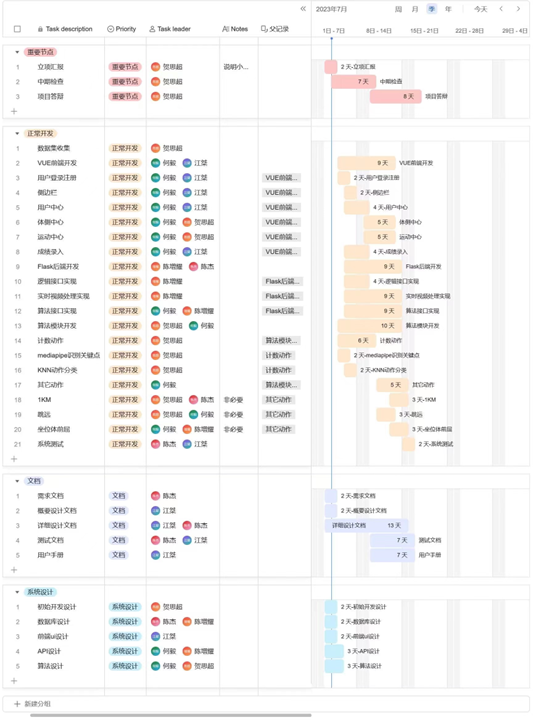 2023年7月 周 月 季 年 今天
Task description Priority Task leader Notes 父记录 1日 - 7日 8日 - 14日 15日 - 21日 22日 - 28日 29日 - 4日
重要节点
1 立项汇报 重要节点 贺思超 说明小... 2 天-立项汇报
2 中期检查 重要节点 贺思超 7 天 中期检查
3 项目答辩 重要节点 贺思超 8 天 项目答辩
正常开发
1 数据集收集 正常开发 贺思超
2 VUE前端开发 正常开发 何毅 江葉 9 天 VUE前端开发
3 用户登录注册 正常开发 何毅 江葉 VUE前端... 2 天-用户登录注册
4 侧边栏 正常开发 何毅 江葉 VUE前端... 2 天-侧边栏
5 用户中心 正常开发 何毅 江葉 VUE前端... 4 天-用户中心
6 体侧中心 正常开发 何毅 贺思超 VUE前端... 5 天 体侧中心
7 运动中心 正常开发 何毅 贺思超 VUE前端... 5 天 运动中心
8 成绩录入 正常开发 何毅 江葉 VUE前端... 4 天-成绩录入
9 Flask后端开发 正常开发 陈增耀 陈杰 9 天 Flask后端开发
10 逻辑接口实现 正常开发 陈增耀 Flask后端... 4 天-逻辑接口实现
11 实时视频处理实现 正常开发 陈增耀 Flask后端... 9 天 实时视频处理实现
12 算法接口实现 正常开发 何毅 陈增耀 Flask后端... 9 天 算法接口实现
13 算法模块开发 正常开发 贺思超 何毅 10 天 算法模块开发
14 计数动作 正常开发 贺思超 算法模块... 6 天 计数动作
15 mediapipe识别关键点 正常开发 贺思超 计数动作 2 天-mediapipe识别关键点
16 KNN动作分类 正常开发 贺思超 计数动作 2 天-KNN动作分类
17 其它动作 正常开发 何毅 算法模块... 5 天 其它动作
18 1KM 正常开发 贺思超 陈杰 非必要 其它动作 3 天-1KM
19 跳远 正常开发 贺思超 何毅 非必要 其它动作 3 天-跳远
20 坐位体前屈 正常开发 何毅 陈增耀 非必要 其它动作 3 天-坐位体前屈
21 系统测试 正常开发 陈杰 江葉 2 天-系统测试
文档
1 需求文档 文档 陈杰 2 天-需求文档
2 概要设计文档 文档 江葉 2 天-概要设计文档
3 详细设计文档 文档 江葉 陈杰 详细设计文档 13 天
4 测试文档 文档 陈杰 江葉 7 天 测试文档
5 用户手册 文档 江葉 7 天 用户手册
系统设计
1 初始开发设计 系统设计 贺思超 2 天-初始开发设计
2 数据库设计 系统设计 陈杰 陈增耀 2 天-数据库设计
3 前端ui设计 系统设计 江葉 2 天-前端ui设计
4 API设计 系统设计 何毅 陈增耀 3 天-API设计
5 算法设计 系统设计 何毅 贺思超 3 天-算法设计
新建分组